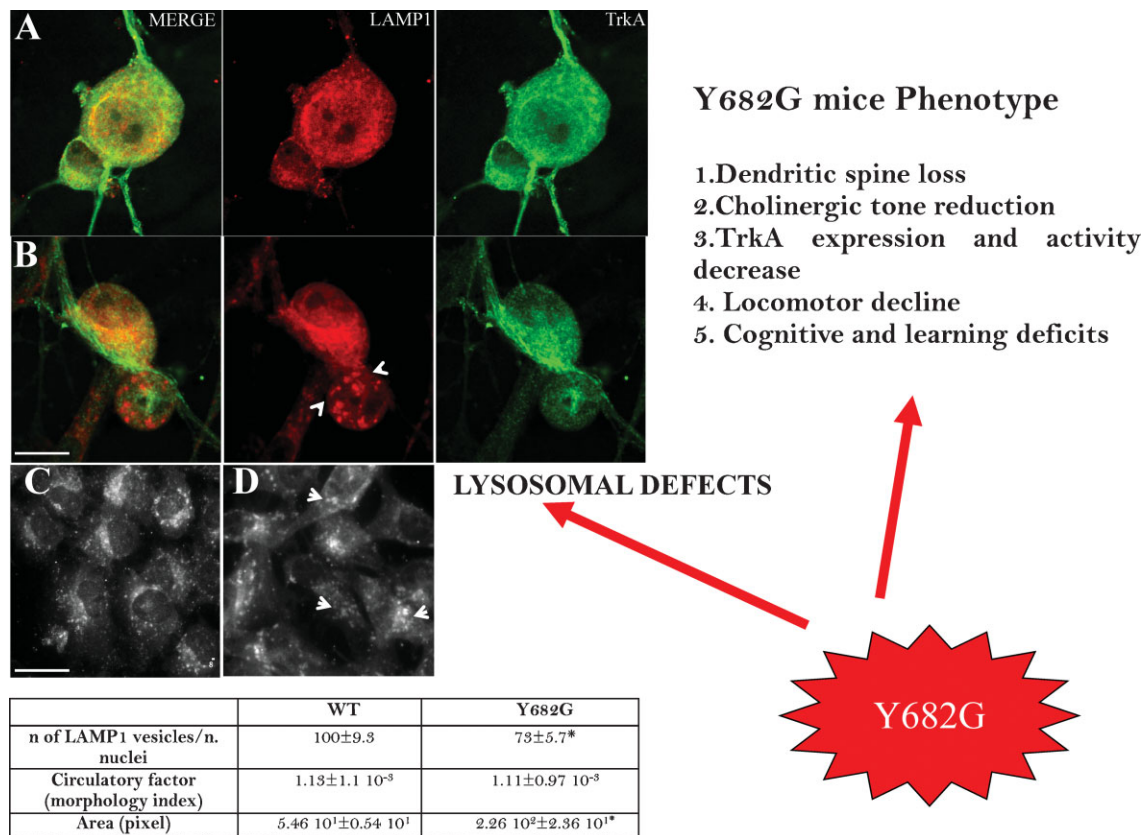 A MERGE LAMP1 TrkA
B
C D
Y682G mice Phenotype
1.Dendritic spine loss
2.Cholinergic tone reduction
3.TrkA expression and activity
decrease
4. Locomotor decline
5. Cognitive and learning deficits
LYSOSOMAL DEFECTS
Y682G
WT Y682G
n of LAMP1 vesicles/n.
nuclei 100±9.3 73±5.7*
Circulatory factor
(morphology index) 1.13±1.1 10⁻³ 1.11±0.97 10⁻³
Area (pixel) 5.46 10¹±0.54 10¹ 2.26 10²±2.36 10¹*